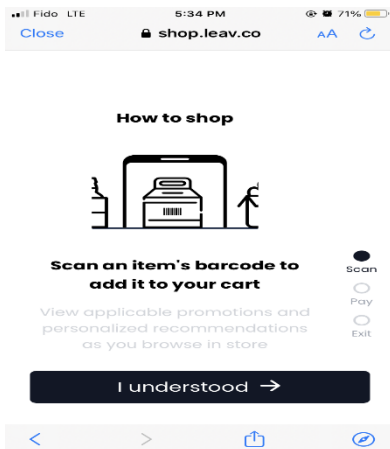 Fido LTE 5:34 PM 71%
Close shop.leav.co AA
How to shop
Scan an item's barcode to
add it to your cart
View applicable promotions and
personalized recommendations
as you browse in store
Scan
Pay
Exit
I understood →